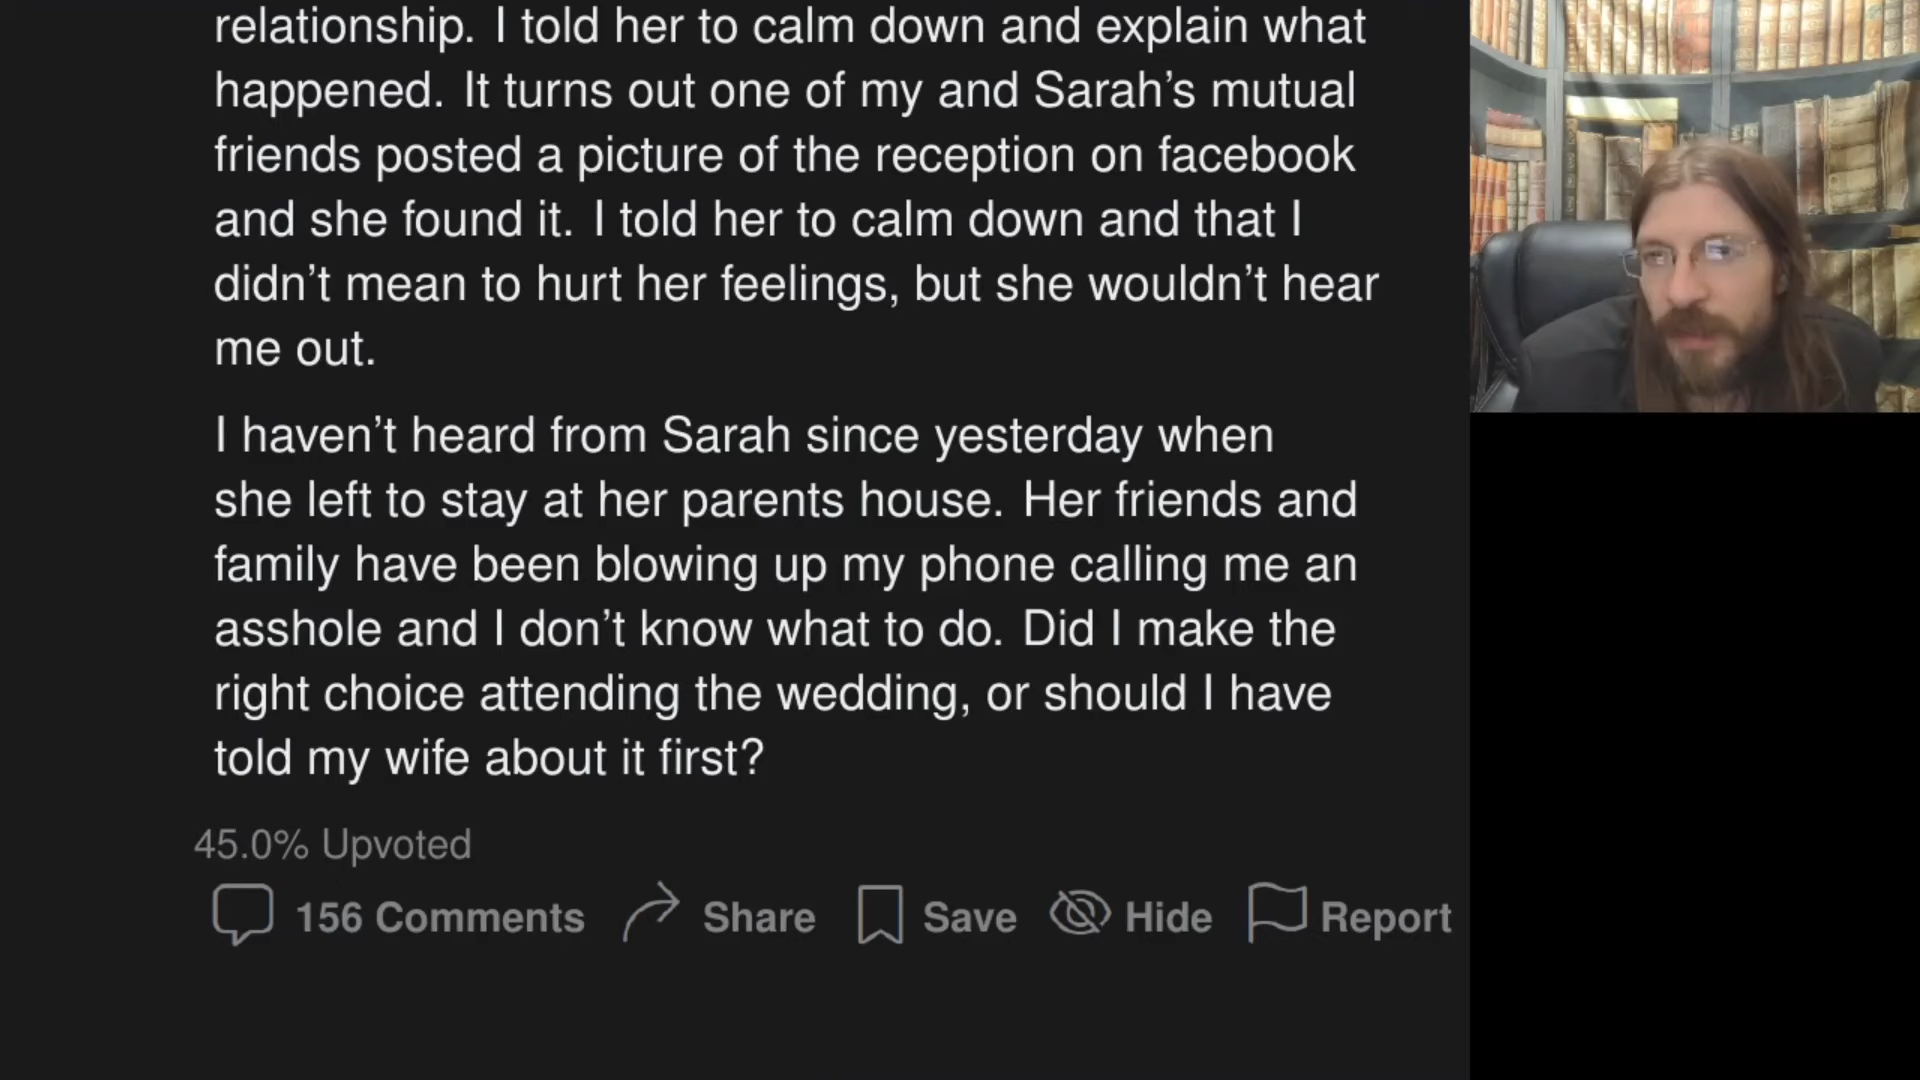 relationship. I told her to calm down and explain what
happened. It turns out one of my and Sarah’s mutual
friends posted a picture of the reception on facebook
and she found it. I told her to calm down and that I
didn’t mean to hurt her feelings, but she wouldn’t hear
me out.
I haven’t heard from Sarah since yesterday when
she left to stay at her parents house. Her friends and
family have been blowing up my phone calling me an
asshole and I don’t know what to do. Did I make the
right choice attending the wedding, or should I have
told my wife about it first?
45.0% Upvoted
156 Comments Share Save Hide Report